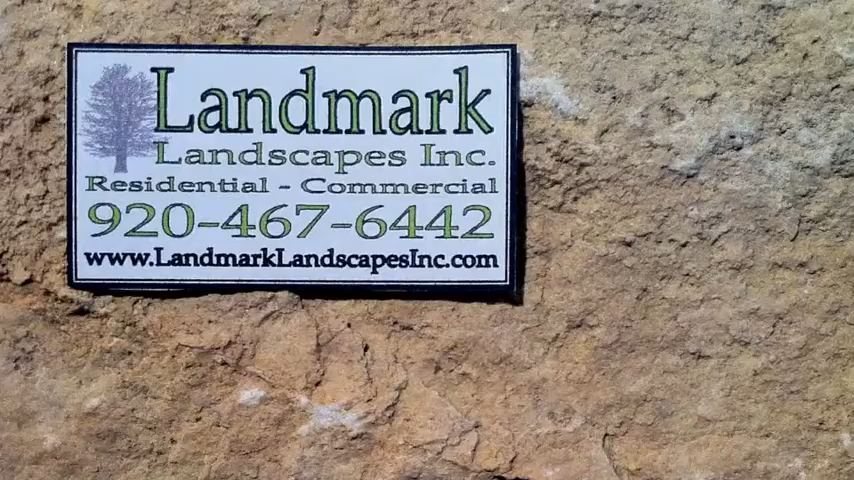 Landmark
Landscapes Inc.
Residential - Commercial
920-467-6442
www.LandmarkLandscapesInc.com